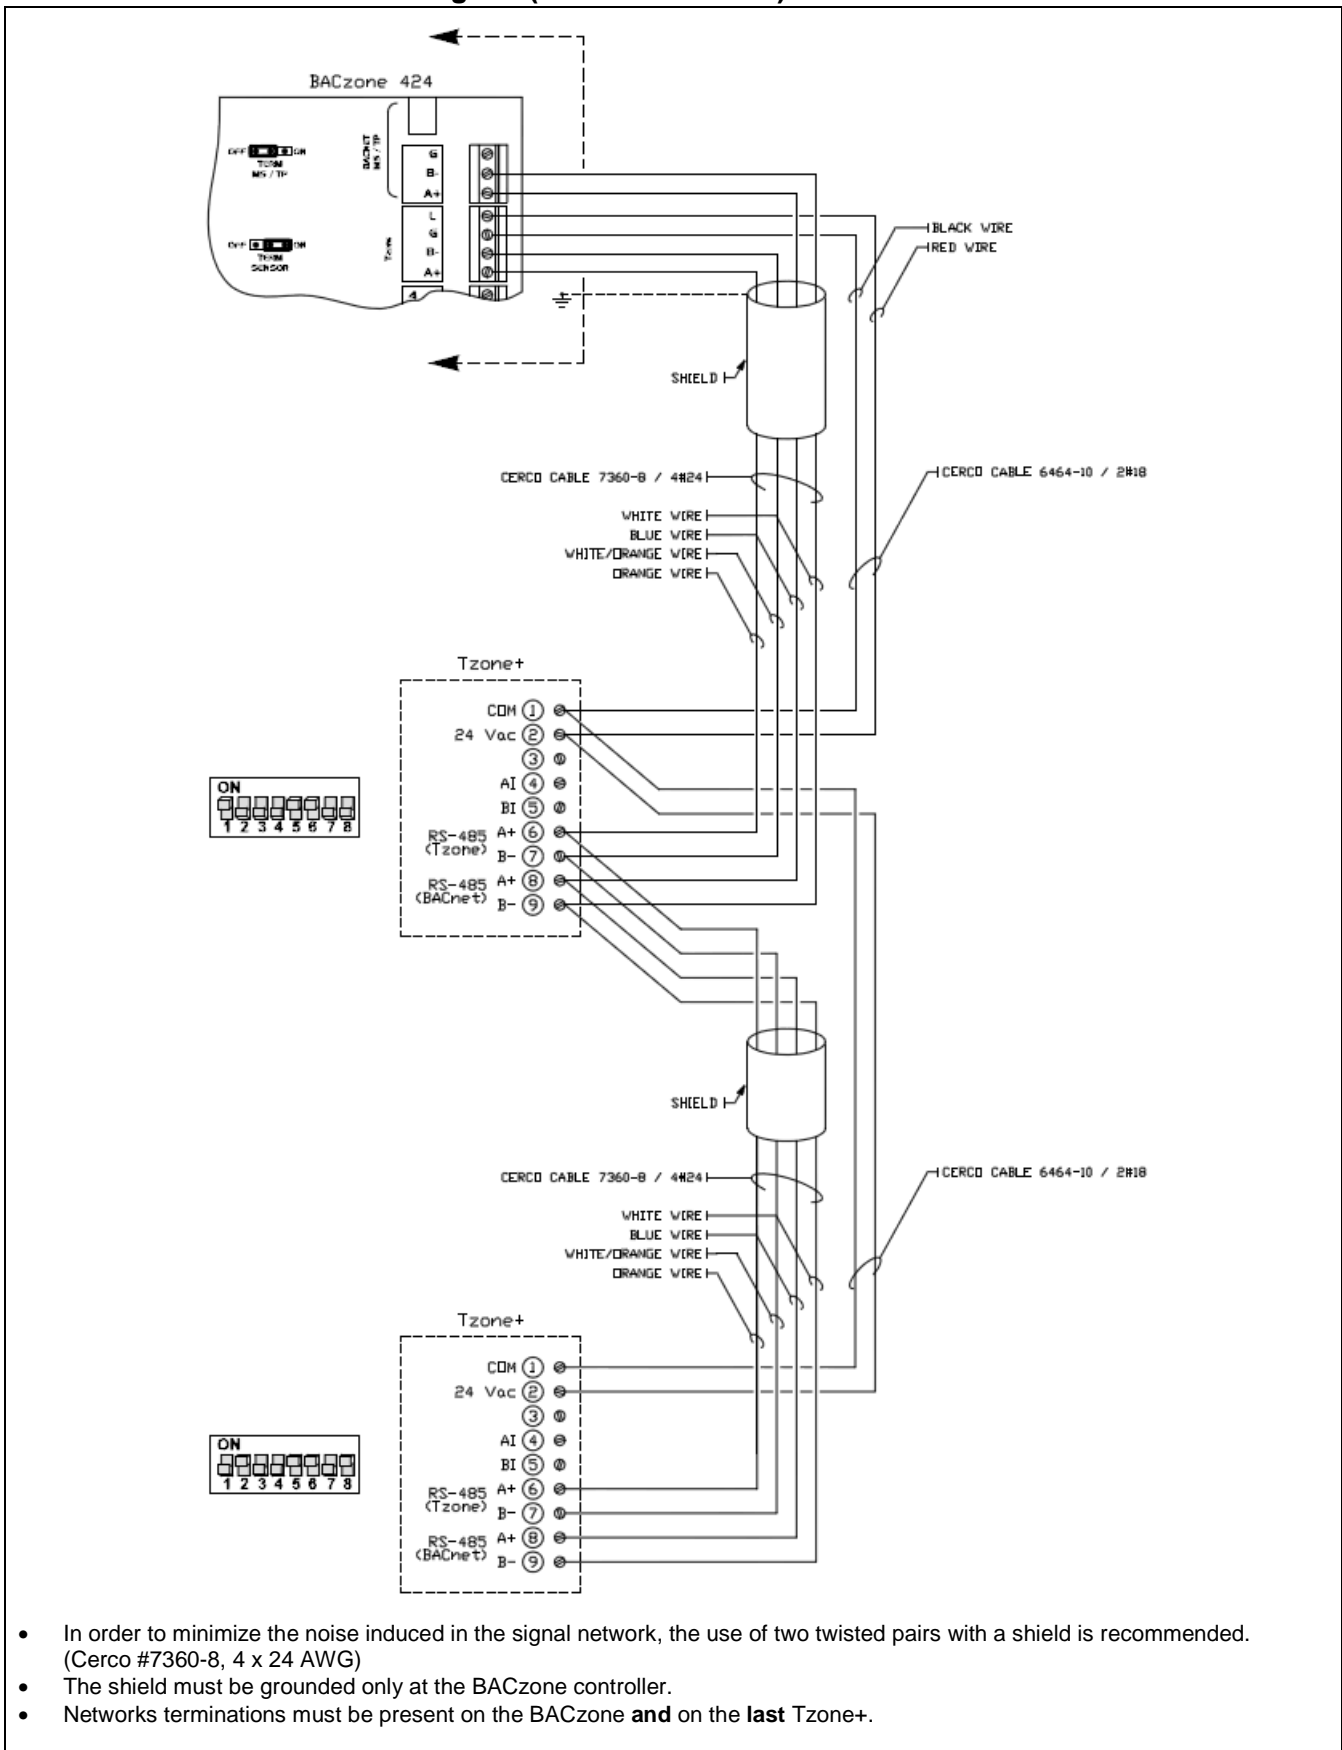 BACzone 424
BACNET
MS / TP
OFF ON
TERM
MS / TP
G
B-
A+
L
G
B-
A+
4
OFF ON
TERM
SENSOR
BLACK WIRE
RED WIRE
SHIELD
CERCO CABLE 7360-8 / 4#24
CERCO CABLE 6464-10 / 2#18
WHITE WIRE
BLUE WIRE
WHITE/ORANGE WIRE
ORANGE WIRE
Tzone+
COM 1
24 Vac 2
3
AI 4
BI 5
RS-485 A+ 6
(Tzone) B- 7
RS-485 A+ 8
(BACnet) B- 9
ON
1 2 3 4 5 6 7 8
SHIELD
CERCO CABLE 7360-8 / 4#24
CERCO CABLE 6464-10 / 2#18
WHITE WIRE
BLUE WIRE
WHITE/ORANGE WIRE
ORANGE WIRE
Tzone+
COM 1
24 Vac 2
3
AI 4
BI 5
RS-485 A+ 6
(Tzone) B- 7
RS-485 A+ 8
(BACnet) B- 9
ON
1 2 3 4 5 6 7 8
• In order to minimize the noise induced in the signal network, the use of two twisted pairs with a shield is recommended.
(Cerco #7360-8, 4 x 24 AWG)
• The shield must be grounded only at the BACzone controller.
• Networks terminations must be present on the BACzone and on the last Tzone+.